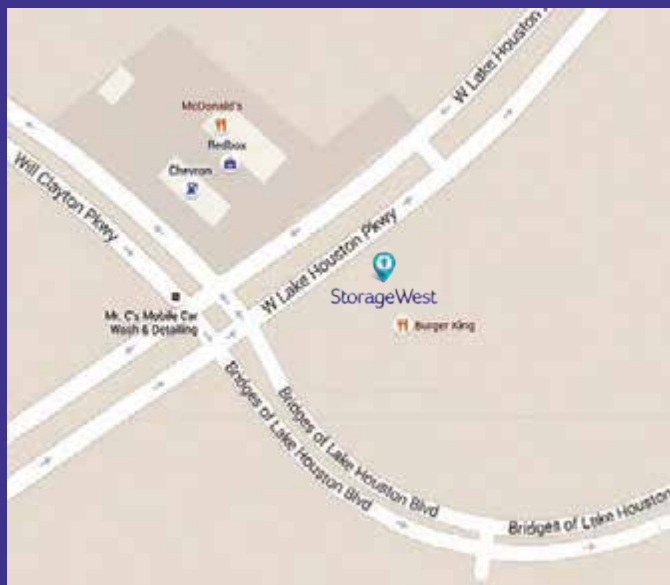 W Lake Houston P
McDonald's
Redbox
Chevron
Will Clayton Pkwy
W Lake Houston Pkwy
StorageWest
Mr. C's Mobile Car
Wash & Detailing
Burger King
Bridges of Lake Houston Blvd
Bridges of Lake Houston Blvd
Bridges of Lake Houston